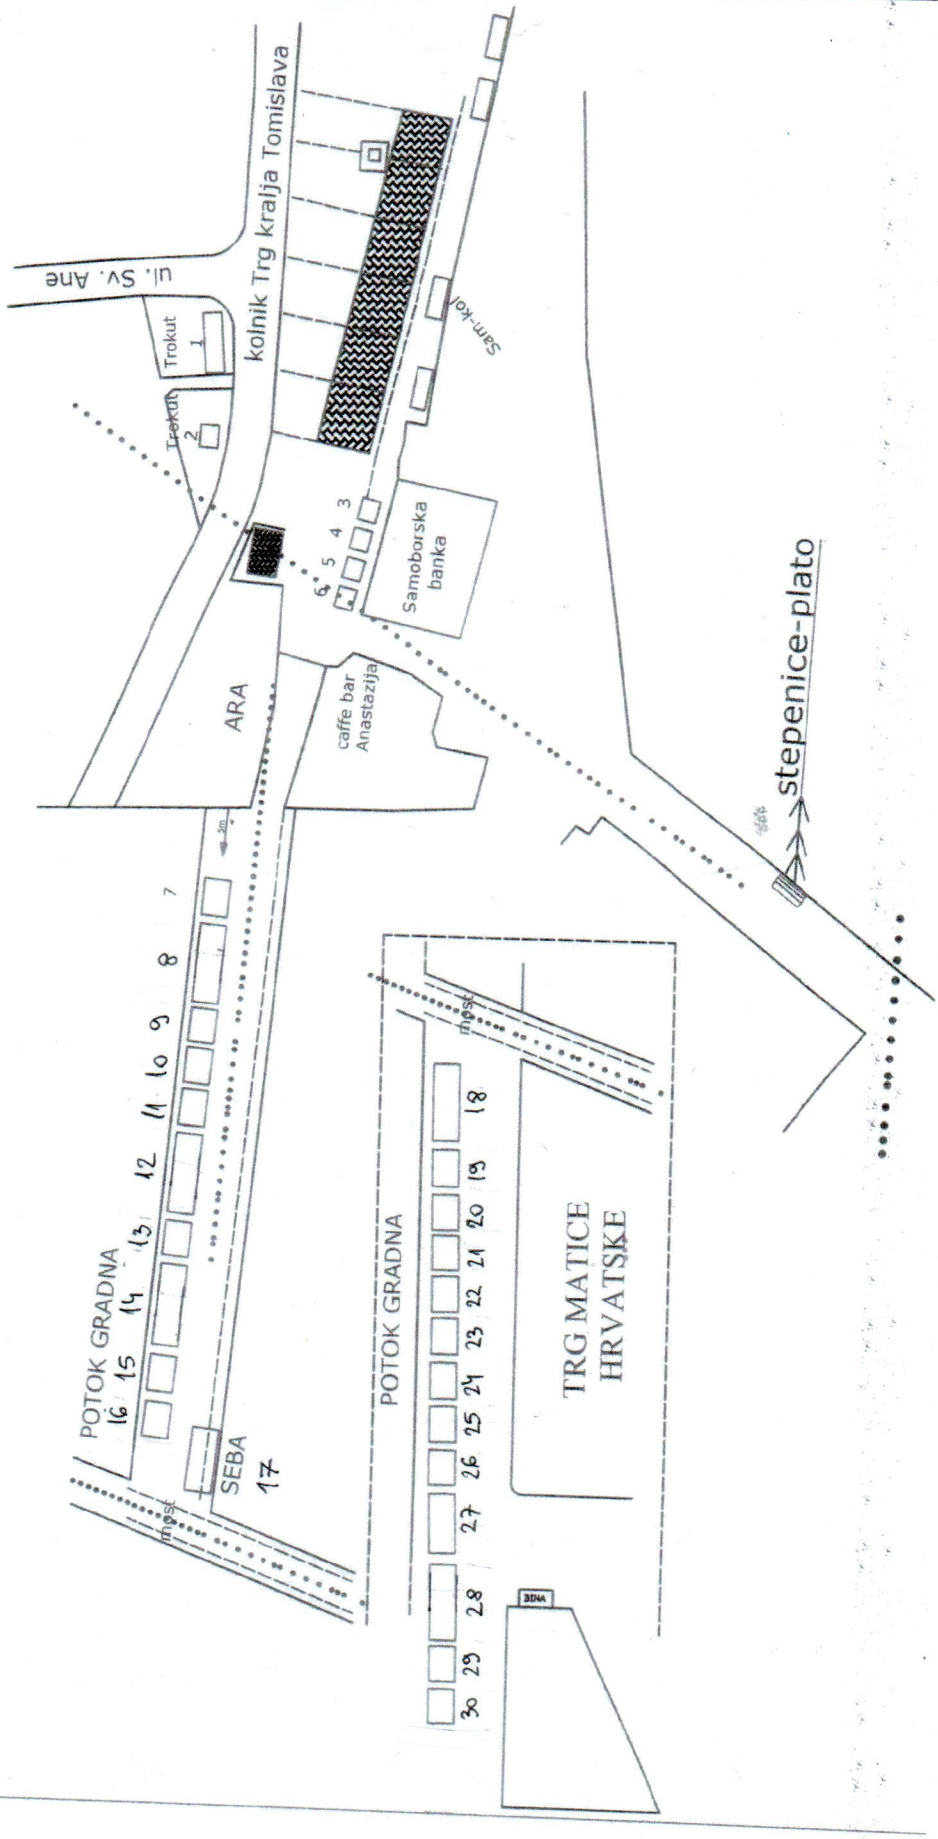 ul. Sv. Ane
kolnik Trg kralja Tomislava
Trokut
1
Trokut
2
Sam-kol
3
4
5
6
Samoborska
banka
ARA
caffe bar
Anastazija
stepenice-plato
5m
7
8
9
10
11
12
13
14
15
16
POTOK GRADNA
most
SEBA
17
POTOK GRADNA
most
18
19
20
21
22
23
24
25
26
27
28
29
30
TRG MATICE
HRVATSKE
BINA